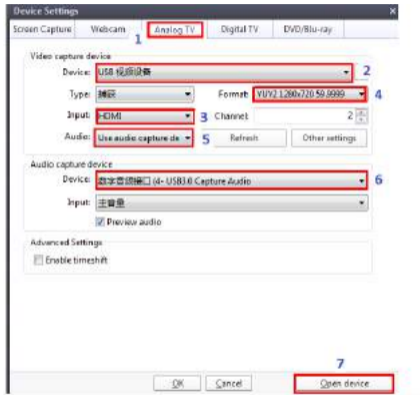 Device Settings
Screen Capture Webcam Analog TV Digital TV DVD/Blu-ray
1
Video capture device
Device: USB 视频设备 2
Type: Format: YUY2 1280x720 59.9999 4
Input: HDMI 3 Channel: 2
Audio: Use audio capture de 5 Refresh Other settings
Audio capture device
Device: 数字音频接口 (4- USB3.0 Capture Audio 6
Input: 主音量
Preview audio
Advanced Settings
Enable timeshift
7
OK Cancel Open device